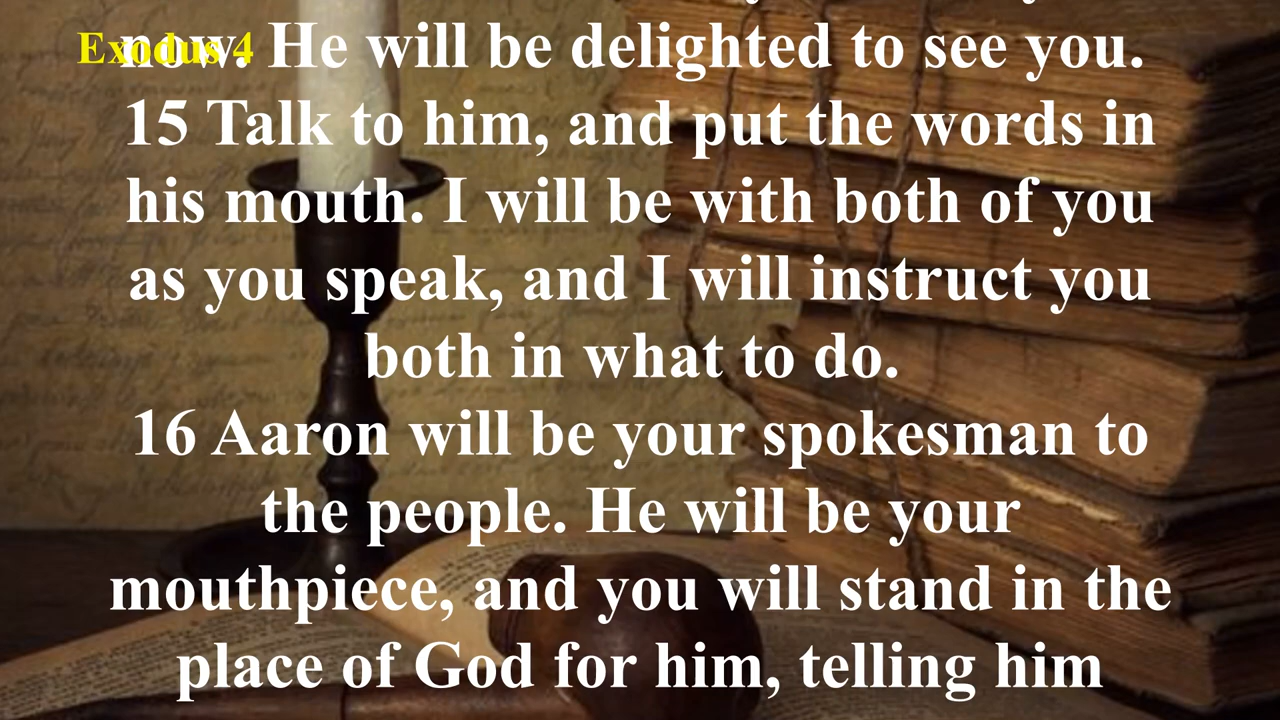 Exodus 4
now. He will be delighted to see you.
15 Talk to him, and put the words in
his mouth. I will be with both of you
as you speak, and I will instruct you
both in what to do.
16 Aaron will be your spokesman to
the people. He will be your
mouthpiece, and you will stand in the
place of God for him, telling him